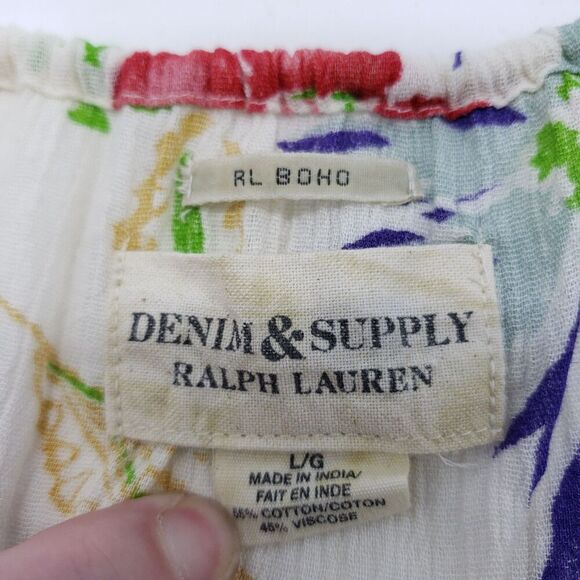 RL BOHO
DENIM & SUPPLY
RALPH LAUREN
L/G
MADE IN INDIA/
FAIT EN INDE
COTTON/COTON
45% VISCOSE